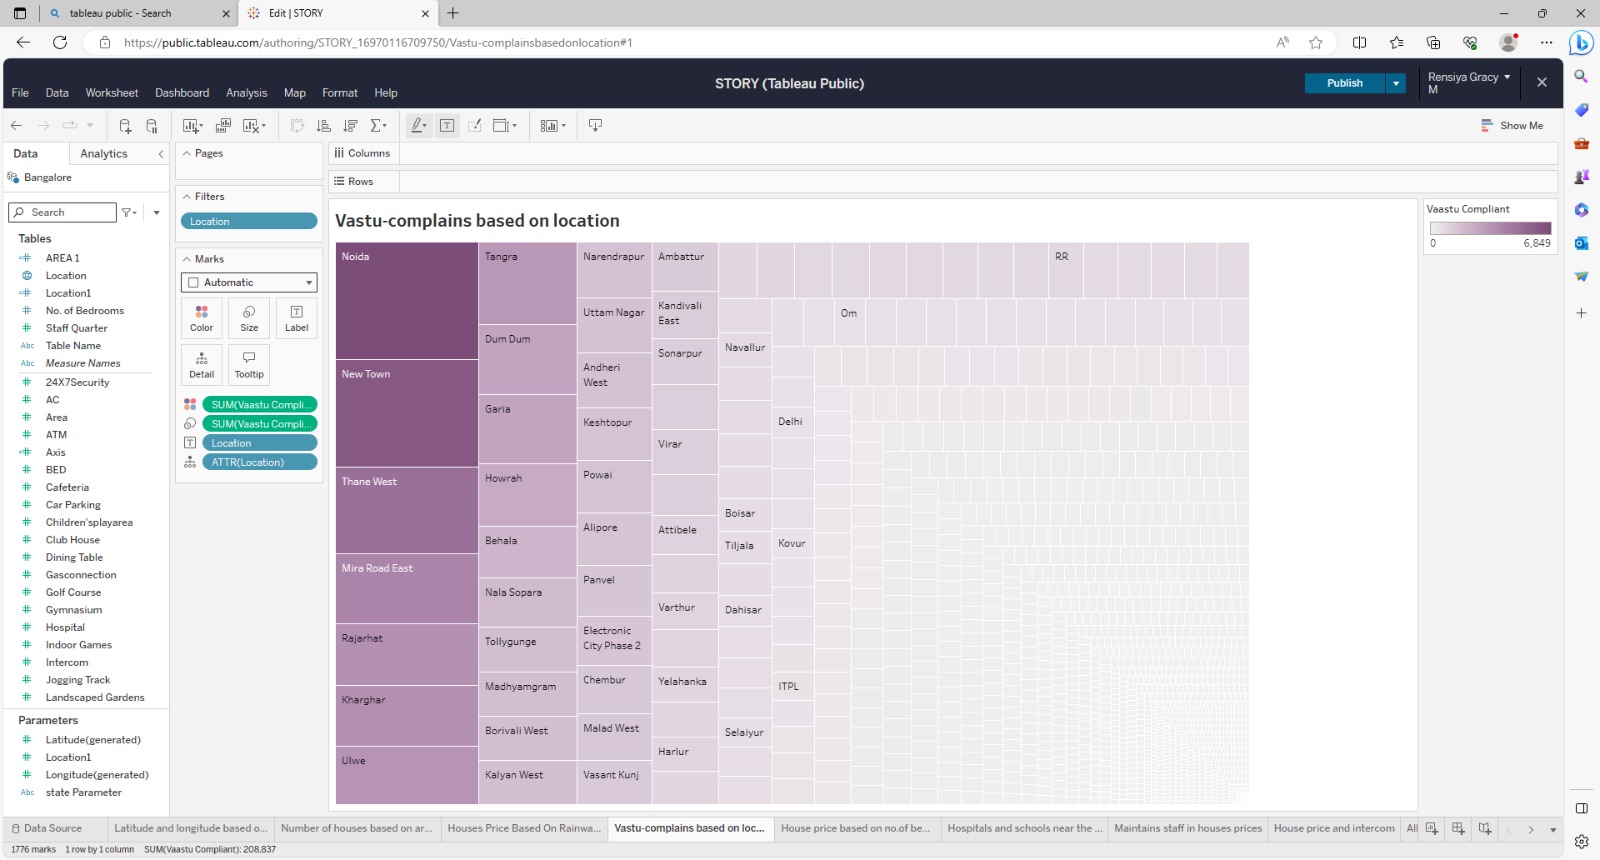 tableau public - Search
Edit | STORY
https://public.tableau.com/authoring/STORY_16970116709750/Vastu-complainsbasedonlocation#1
STORY (Tableau Public)
Publish
Rensiya Gracy M
File Data Worksheet Dashboard Analysis Map Format Help
Show Me
Data Analytics
Bangalore
Search
Tables
AREA 1
Location
Location1
No. of Bedrooms
Staff Quarter
Abc Table Name
Abc Measure Names
24X7Security
AC
Area
ATM
Axis
BED
Cafeteria
Car Parking
Children'splayarea
Club House
Dining Table
Gasconnection
Golf Course
Gymnasium
Hospital
Indoor Games
Intercom
Jogging Track
Landscaped Gardens
Parameters
Latitude(generated)
Location1
Longitude(generated)
Abc state Parameter
Pages
Filters
Location
Marks
Automatic
Color Size Label
Detail Tooltip
SUM(Vaastu Compli...
SUM(Vaastu Compli...
Location
ATTR(Location)
Columns
Rows
Vastu-complains based on location
Noida
New Town
Thane West
Mira Road East
Rajarhat
Kharghar
Ulwe
Tangra
Dum Dum
Garia
Howrah
Behala
Nala Sopara
Tollygunge
Madhyamgram
Borivali West
Kalyan West
Narendrapur
Uttam Nagar
Andheri
West
Keshtopur
Powai
Alipore
Panvel
Electronic
City Phase 2
Chembur
Malad West
Vasant Kunj
Ambattur
Kandivali
East
Sonarpur
Virar
Attibele
Varthur
Yelahanka
Harlur
Navallur
Boisar
Tiljala
Dahisar
Selaiyur
Delhi
Kovur
ITPL
Om
RR
Vaastu Compliant
0 6,849
Data Source
Latitude and longitude based o...
Number of houses based on ar...
Houses Price Based On Rainwa...
Vastu-complains based on loc...
House price based on no.of be...
Hospitals and schools near the ...
Maintains staff in houses prices
House price and intercom
All
1776 marks 1 row by 1 column SUM(Vaastu Compliant): 208,837